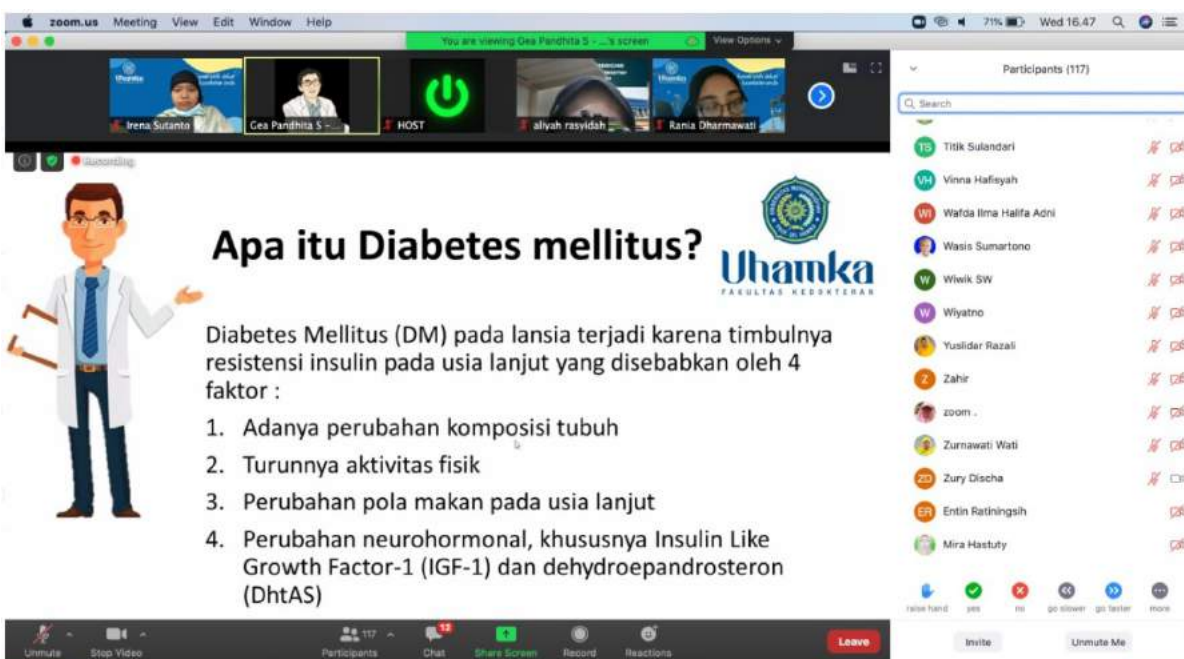 zoom.us Meeting View Edit Window Help
71% Wed 16.47
You are viewing Gea Pandhita S - ...'s screen
View Options
Irena Sutanto
Gea Pandhita S -...
HOST
aliyah rasyidah
Rania Dharmawati
Recording
Apa itu Diabetes mellitus?
Uhamka
FAKULTAS KEDOKTERAN
Diabetes Mellitus (DM) pada lansia terjadi karena timbulnya
resistensi insulin pada usia lanjut yang disebabkan oleh 4
faktor :
1. Adanya perubahan komposisi tubuh
2. Turunnya aktivitas fisik
3. Perubahan pola makan pada usia lanjut
4. Perubahan neurohormonal, khususnya Insulin Like
Growth Factor-1 (IGF-1) dan dehydroepandrosteron
(DhtAS)
Unmute
Stop Video
117
Participants
12
Chat
Share Screen
Record
Reactions
Leave
Participants (117)
Search
TS Titik Sulandari
VH Vinna Hafisyah
WI Wafda Ilma Halifa Adni
Wasis Sumartono
W Wiwik SW
W Wiyatno
Yuslidar Razali
Z Zahir
zoom .
Zurnawati Wati
ZD Zury Discha
ER Entin Ratiningsih
Mira Hastuty
raise hand yes no go slower go faster more
Invite
Unmute Me